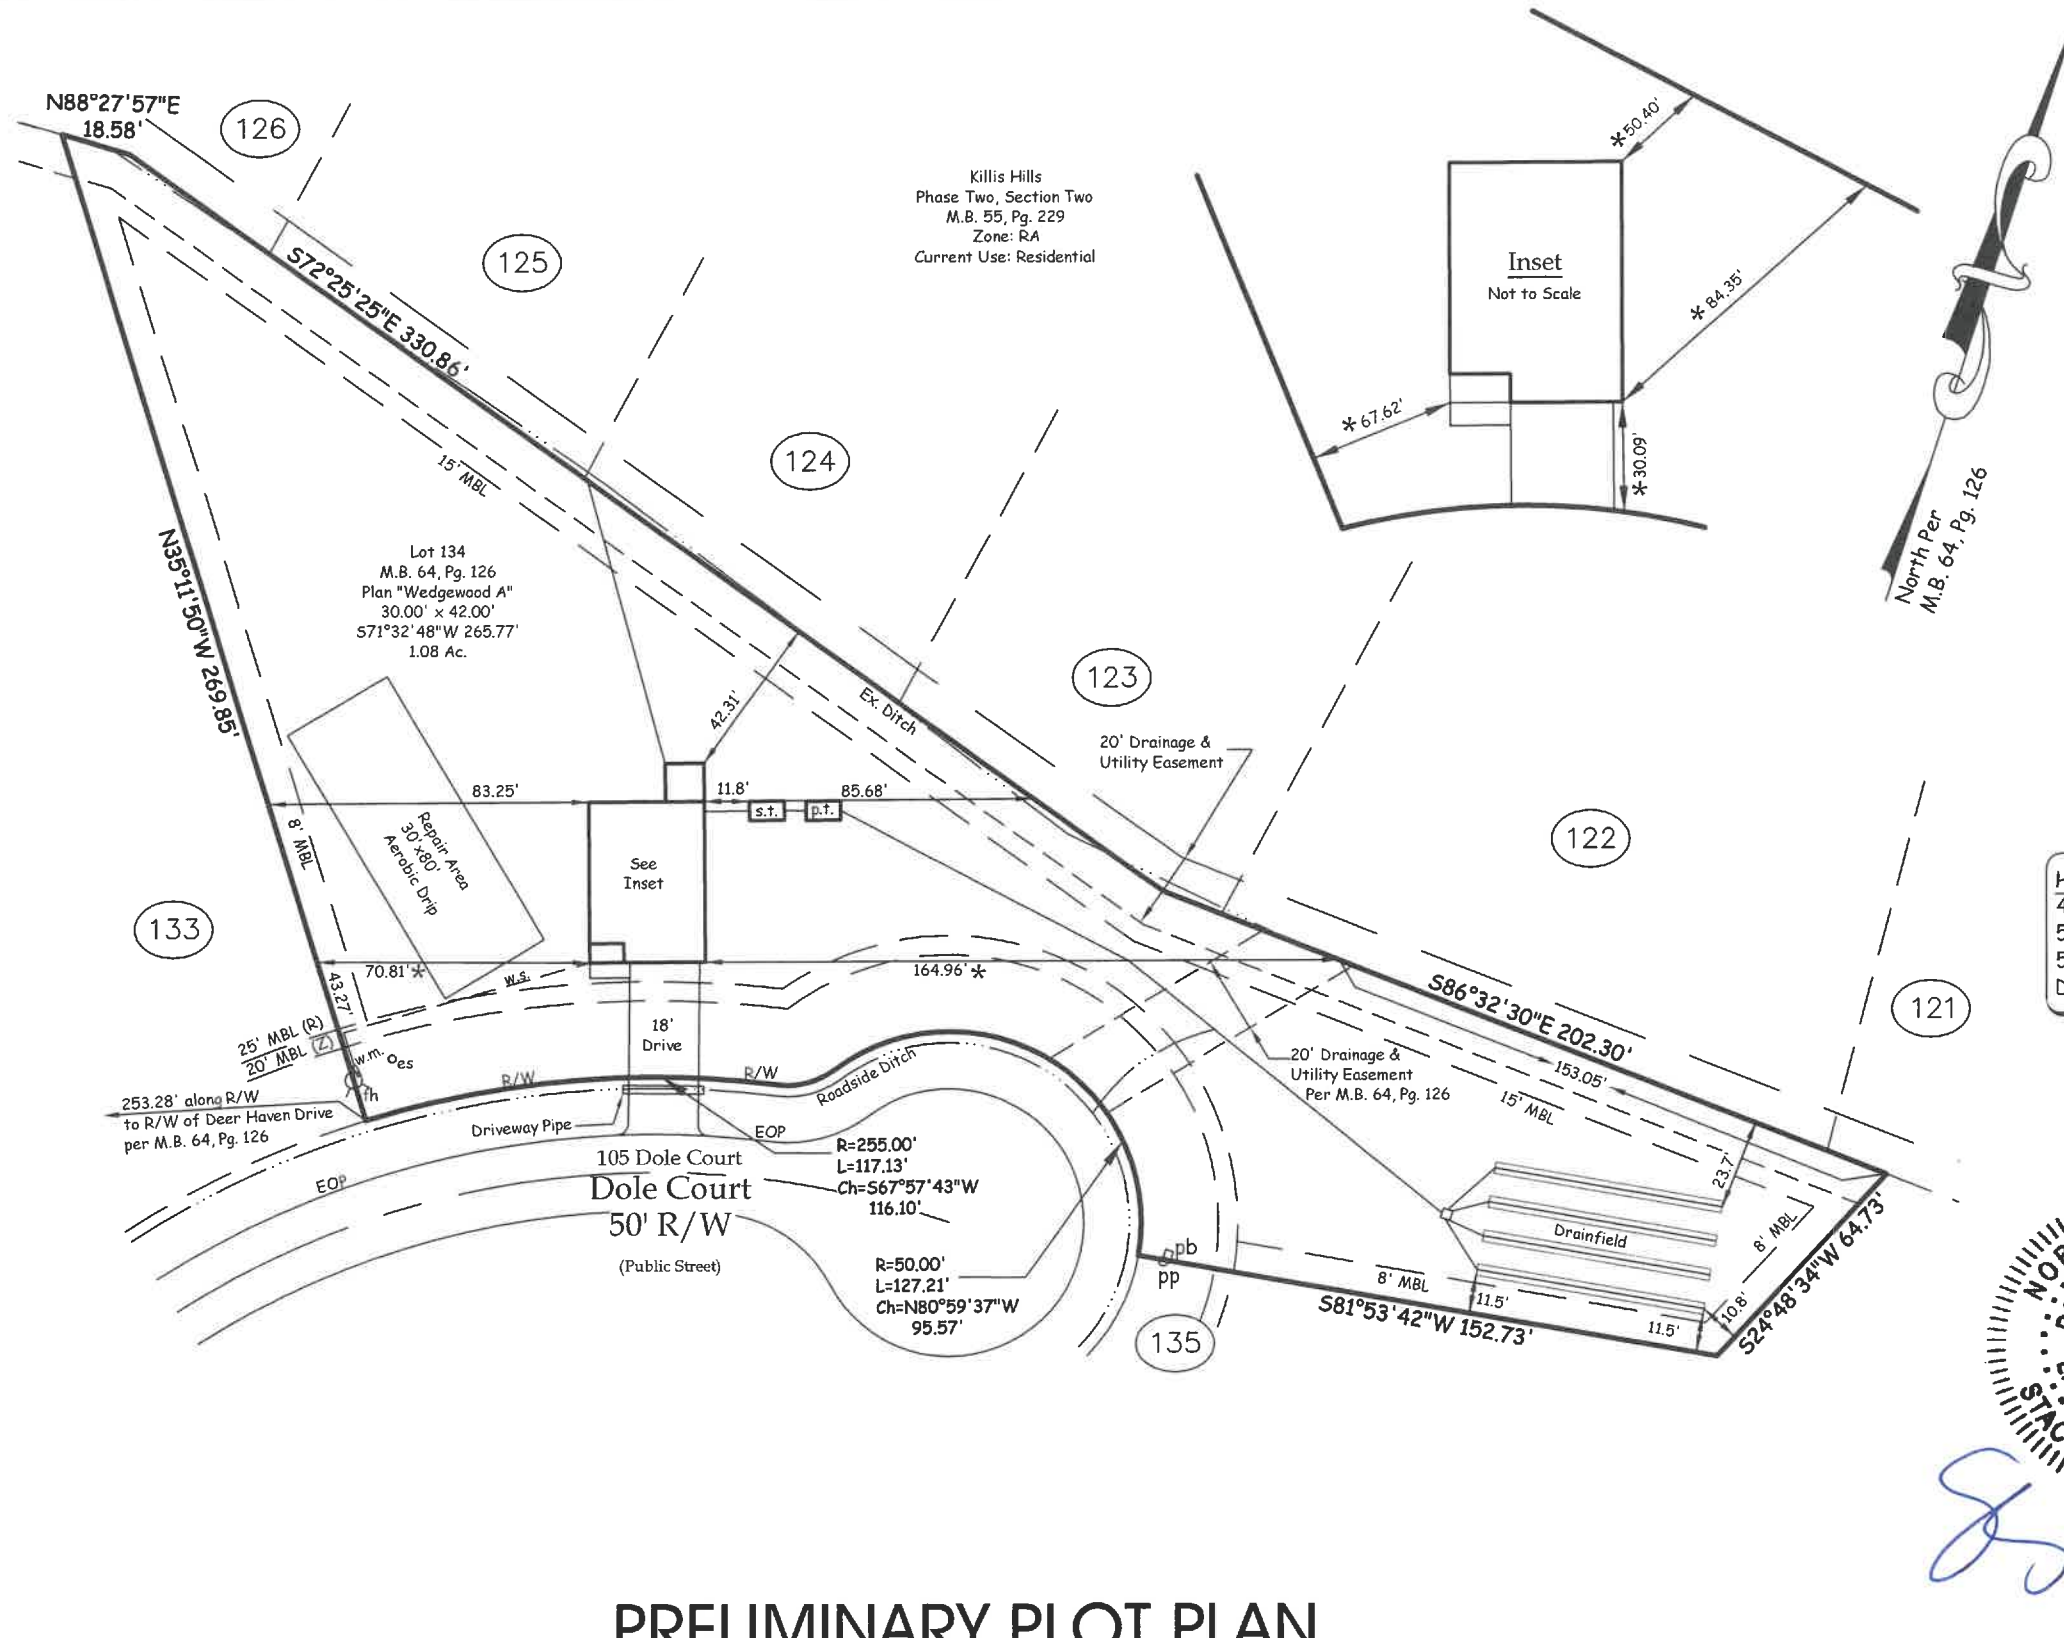 N88°27'57"E
18.58'
126
125
124
123
122
121
133
135
Killis Hills
Phase Two, Section Two
M.B. 55, Pg. 229
Zone: RA
Current Use: Residential
*50.40'
Inset
Not to Scale
*84.35'
*67.62'
*30.09'
North Per
M.B. 64, Pg. 126
S72°25'25"E 330.86'
15' MBL
N35°11'50"W 269.85'
Lot 134
M.B. 64, Pg. 126
Plan "Wedgewood A"
30.00' x 42.00'
S71°32'48"W 265.77'
1.08 Ac.
42.31'
Ex. Ditch
20' Drainage &
Utility Easement
83.25'
11.8'
85.68'
s.t.
p.t.
8' MBL
Repair Area
30'x80'
Aerobic Drip
See
Inset
70.81'*
w.s.
164.96'*
43.27'
25' MBL (R)
20' MBL (Z)
w.m.
es
fh
18'
Drive
R/W
R/W
Roadside Ditch
253.28' along R/W
to R/W of Deer Haven Drive
per M.B. 64, Pg. 126
Driveway Pipe
EOP
EOP
105 Dole Court
Dole Court
50' R/W
(Public Street)
R=255.00'
L=117.13'
Ch=S67°57'43"W
116.10'
R=50.00'
L=127.21'
Ch=N80°59'37"W
95.57'
S86°32'30"E 202.30'
153.05'
20' Drainage &
Utility Easement
Per M.B. 64, Pg. 126
15' MBL
23.7'
Drainfield
8' MBL
S24°48'34"W 64.73'
pb
pp
8' MBL
11.5'
11.5'
10.8'
S81°53'42"W 152.73'
PRELIMINARY PLOT PLAN